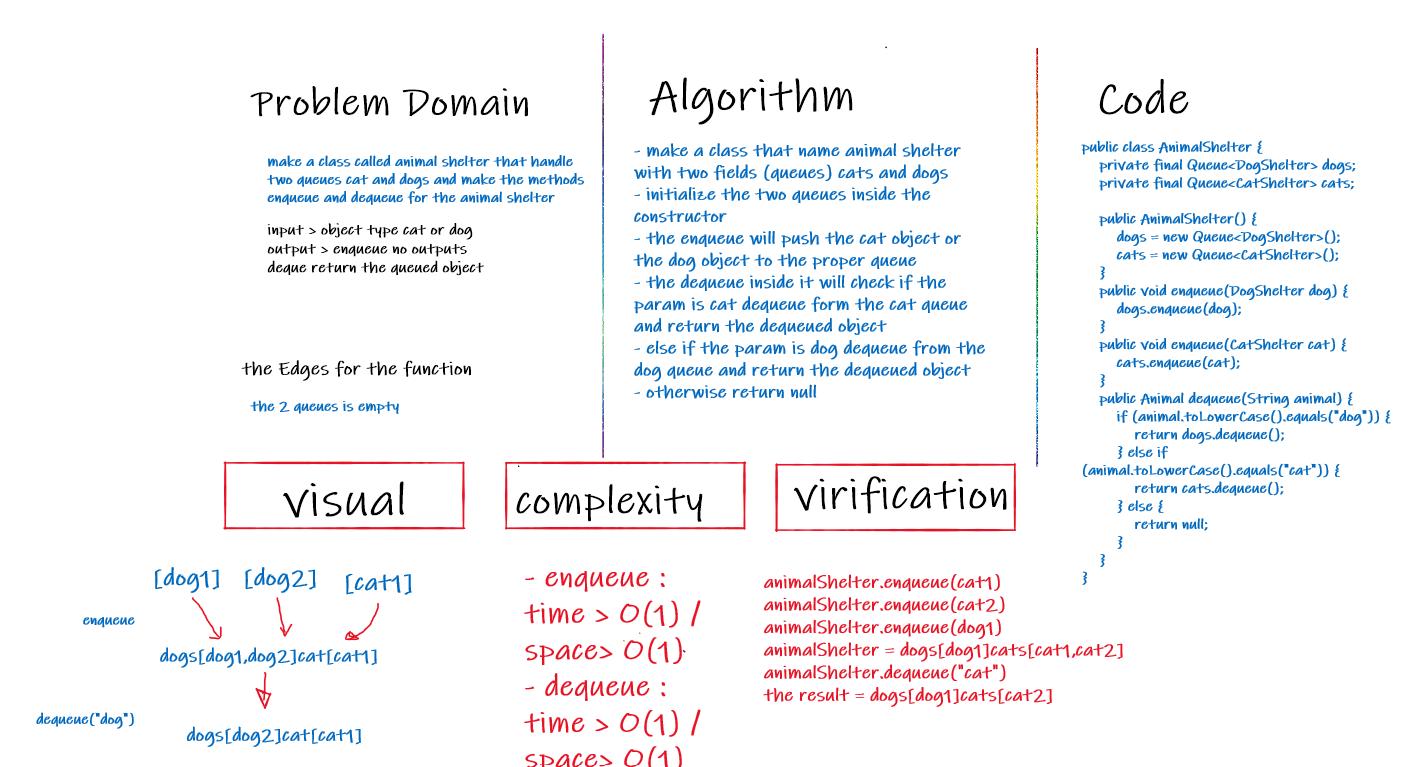 Problem Domain
make a class called animal shelter that handle
two queues cat and dogs and make the methods
enqueue and dequeue for the animal shelter
input > object type cat or dog
output > enqueue no outputs
deque return the queued object
the Edges for the function
the 2 queues is empty
Algorithm
- make a class that name animal shelter
with two fields (queues) cats and dogs
- initialize the two queues inside the
constructor
- the enqueue will push the cat object or
the dog object to the proper queue
- the dequeue inside it will check if the
param is cat dequeue form the cat queue
and return the dequeued object
- else if the param is dog dequeue from the
dog queue and return the dequeued object
- otherwise return null
Code
public class AnimalShelter {
private final Queue<DogShelter> dogs;
private final Queue<CatShelter> cats;
public AnimalShelter() {
dogs = new Queue<DogShelter>();
cats = new Queue<CatShelter>();
}
public void enqueue(DogShelter dog) {
dogs.enqueue(dog);
}
public void enqueue(CatShelter cat) {
cats.enqueue(cat);
}
public Animal dequeue(String animal) {
if (animal.toLowerCase().equals("dog")) {
return dogs.dequeue();
} else if
(animal.toLowerCase().equals("cat")) {
return cats.dequeue();
} else {
return null;
}
}
}
visual
[dog1] [dog2] [cat1]
enqueue
dogs[dog1,dog2]cat[cat1]
dequeue("dog")
dogs[dog2]cat[cat1]
complexity
- enqueue :
time > O(1) /
space> O(1)
- dequeue :
time > O(1) /
space> O(1)
virification
animalShelter.enqueue(cat1)
animalShelter.enqueue(cat2)
animalShelter.enqueue(dog1)
animalShelter = dogs[dog1]cats[cat1,cat2]
animalShelter.dequeue("cat")
the result = dogs[dog1]cats[cat2]